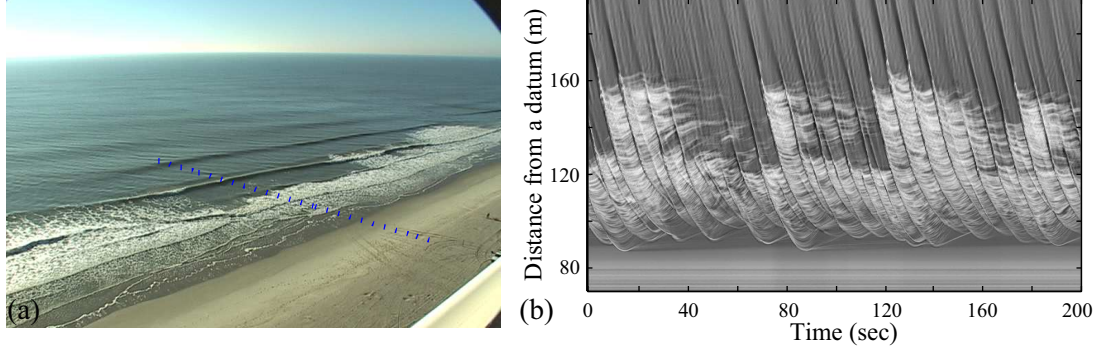 (a)
Distance from a datum (m)
160
120
80
0 40 80 120 160 200
(b)
Time (sec)